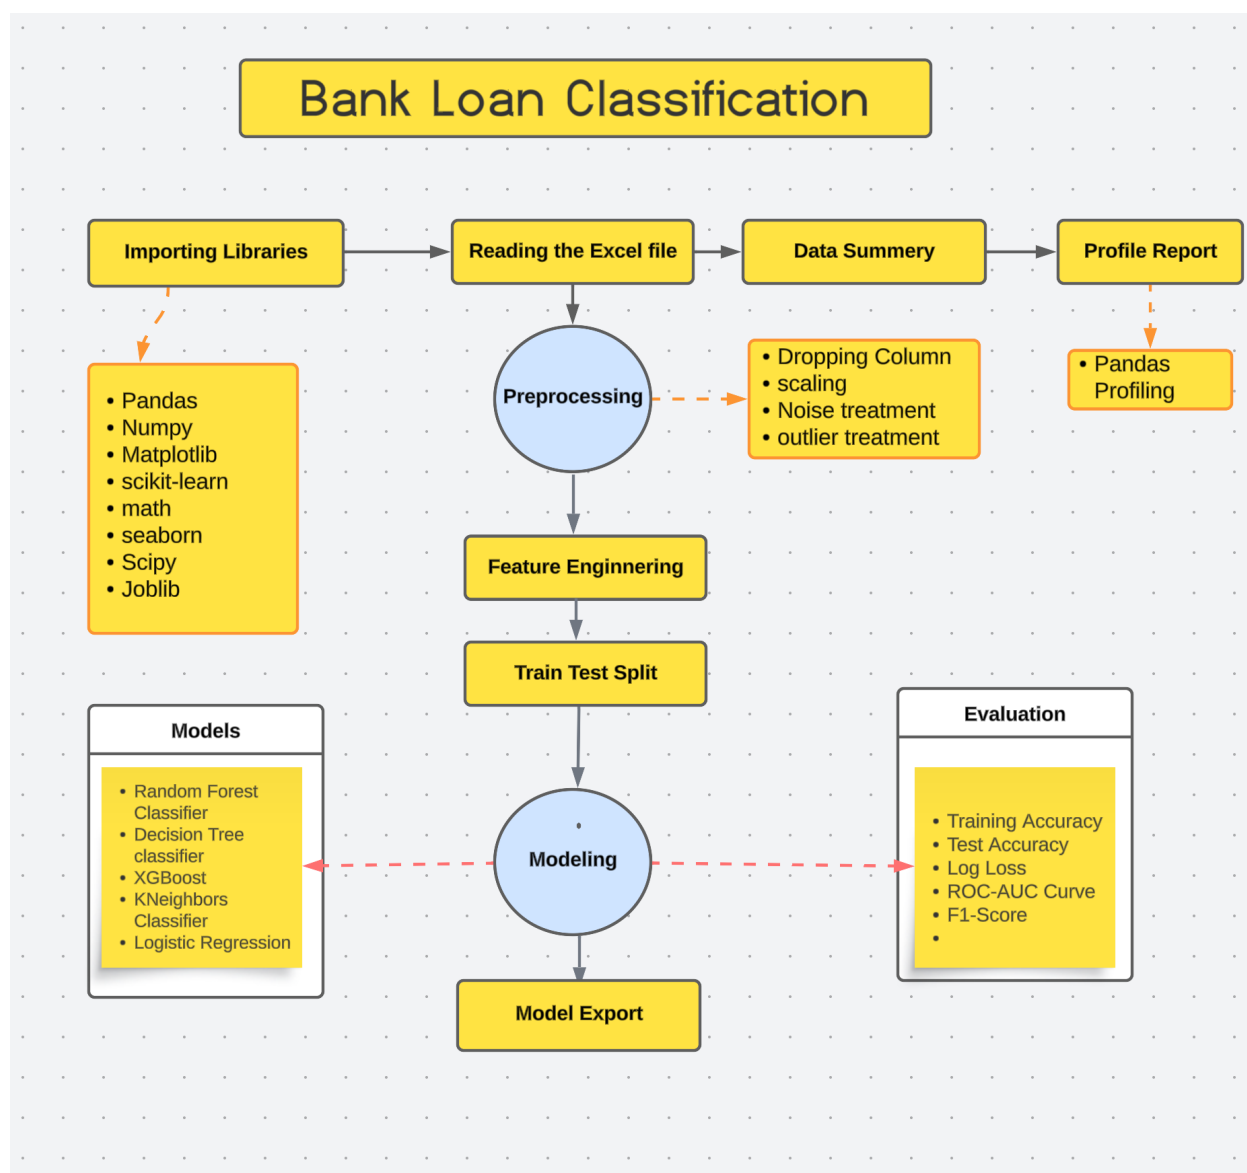 Bank Loan Classification
Importing Libraries
Reading the Excel file
Data Summery
Profile Report
• Pandas
• Numpy
• Matplotlib
• scikit-learn
• math
• seaborn
• Scipy
• Joblib
Preprocessing
• Dropping Column
• scaling
• Noise treatment
• outlier treatment
• Pandas
Profiling
Feature Enginnering
Train Test Split
Models
• Random Forest
Classifier
• Decision Tree
classifier
• XGBoost
• KNeighbors
Classifier
• Logistic Regression
Modeling
Evaluation
• Training Accuracy
• Test Accuracy
• Log Loss
• ROC-AUC Curve
• F1-Score
•
Model Export